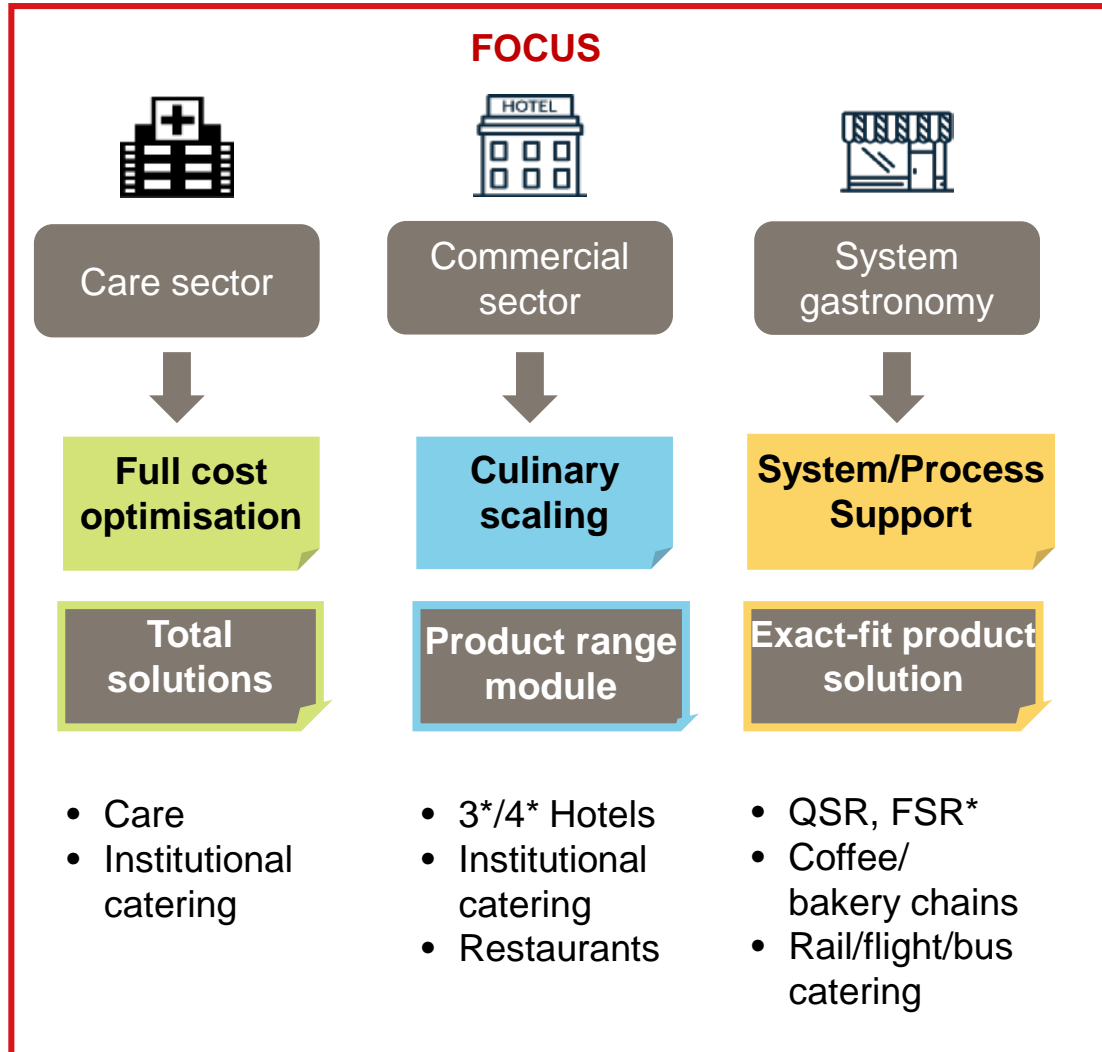 FOCUS
HOTEL
Care sector
Commercial
sector
System
gastronomy
Full cost
optimisation
Culinary
scaling
System/Process
Support
Total
solutions
Product range
module
Exact-fit product
solution
• Care
• Institutional
catering
• 3*/4* Hotels
• Institutional
catering
• Restaurants
• QSR, FSR*
• Coffee/
bakery chains
• Rail/flight/bus
catering